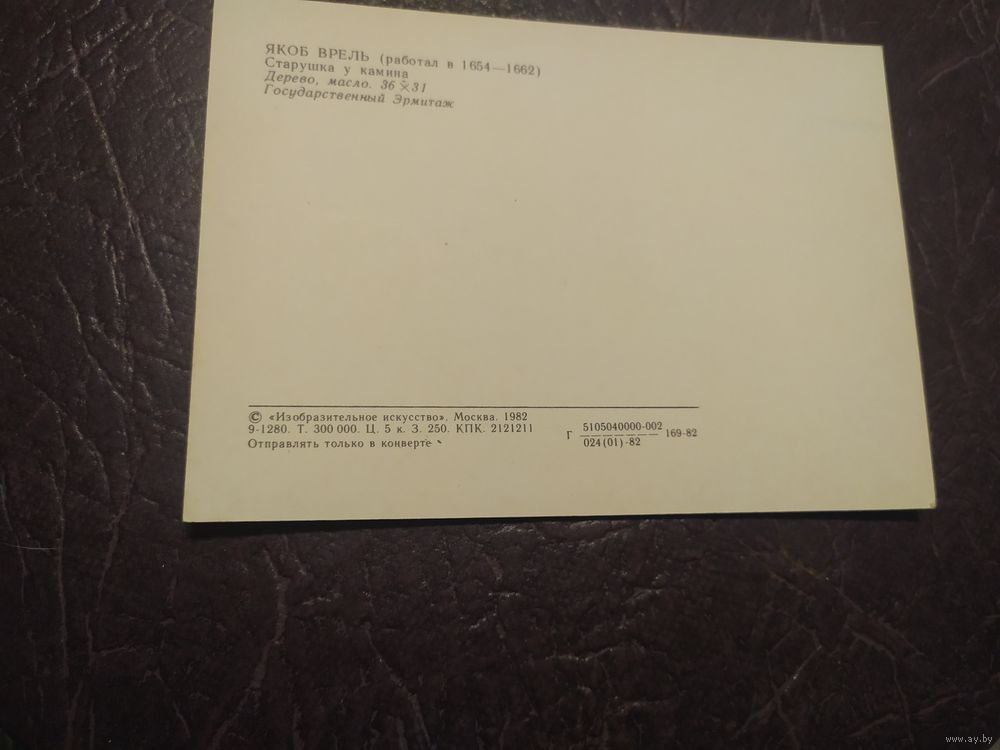 ЯКОБ ВРЕЛЬ (работал в 1654—1662)
Старушка у камина
Дерево, масло. 36×31
Государственный Эрмитаж
© «Изобразительное искусство». Москва. 1982
9-1280. Т. 300 000. Ц. 5 к. З. 250. КПК. 2121211
Отправлять только в конверте
Г 5105040000-002 169-82
024(01)-82
www.ay.by